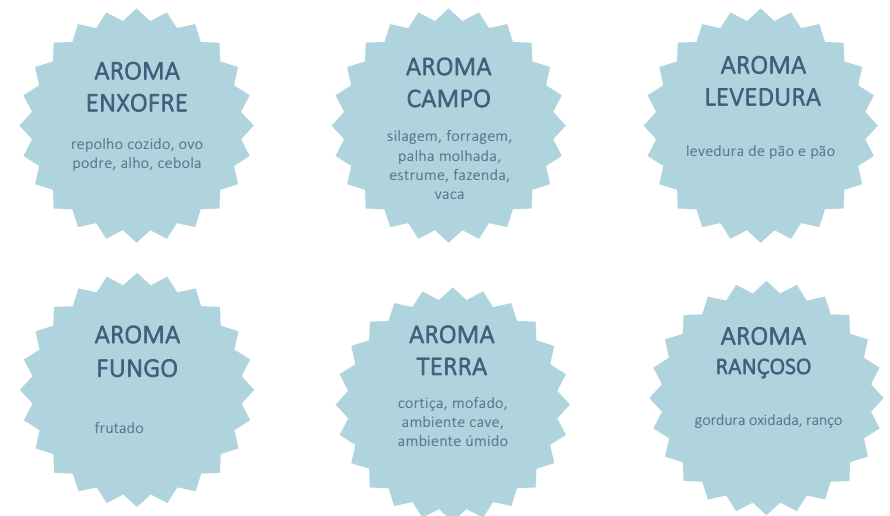 AROMA
ENXOFRE
repolho cozido, ovo
podre, alho, cebola
AROMA
CAMPO
silagem, forragem,
palha molhada,
estrume, fazenda,
vaca
AROMA
LEVEDURA
levedura de pão e pão
AROMA
FUNGO
frutado
AROMA
TERRA
cortiça, mofado,
ambiente cave,
ambiente úmido
AROMA
RANÇOSO
gordura oxidada, ranço